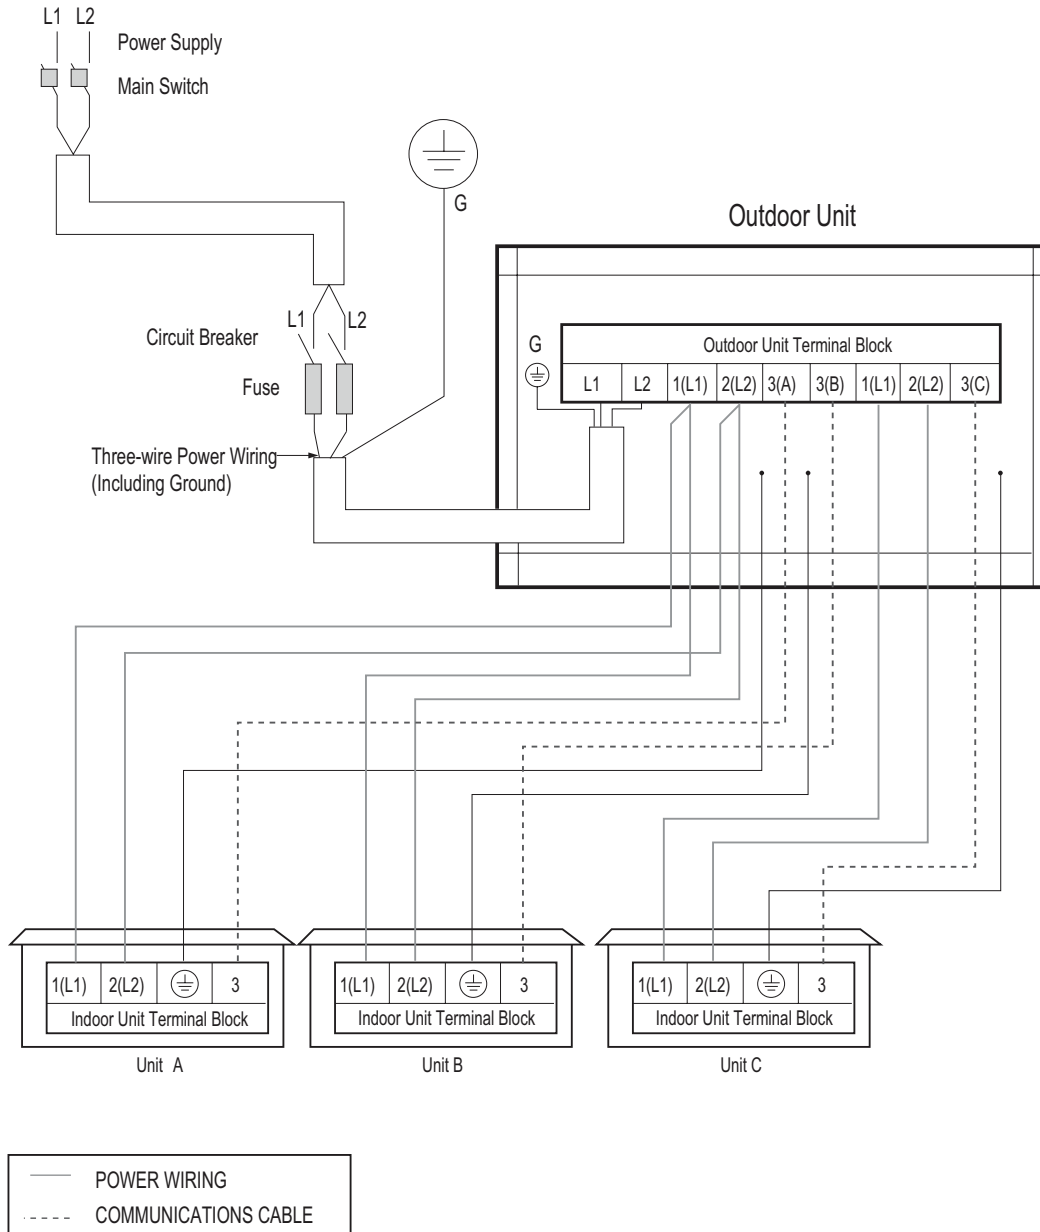 L1 L2
Power Supply
Main Switch
G
Outdoor Unit
L1 L2
Circuit Breaker
Fuse
Three-wire Power Wiring
(Including Ground)
G
Outdoor Unit Terminal Block
L1 L2 1(L1) 2(L2) 3(A) 3(B) 1(L1) 2(L2) 3(C)
1(L1) 2(L2) 3
Indoor Unit Terminal Block
Unit A
1(L1) 2(L2) 3
Indoor Unit Terminal Block
Unit B
1(L1) 2(L2) 3
Indoor Unit Terminal Block
Unit C
POWER WIRING
COMMUNICATIONS CABLE